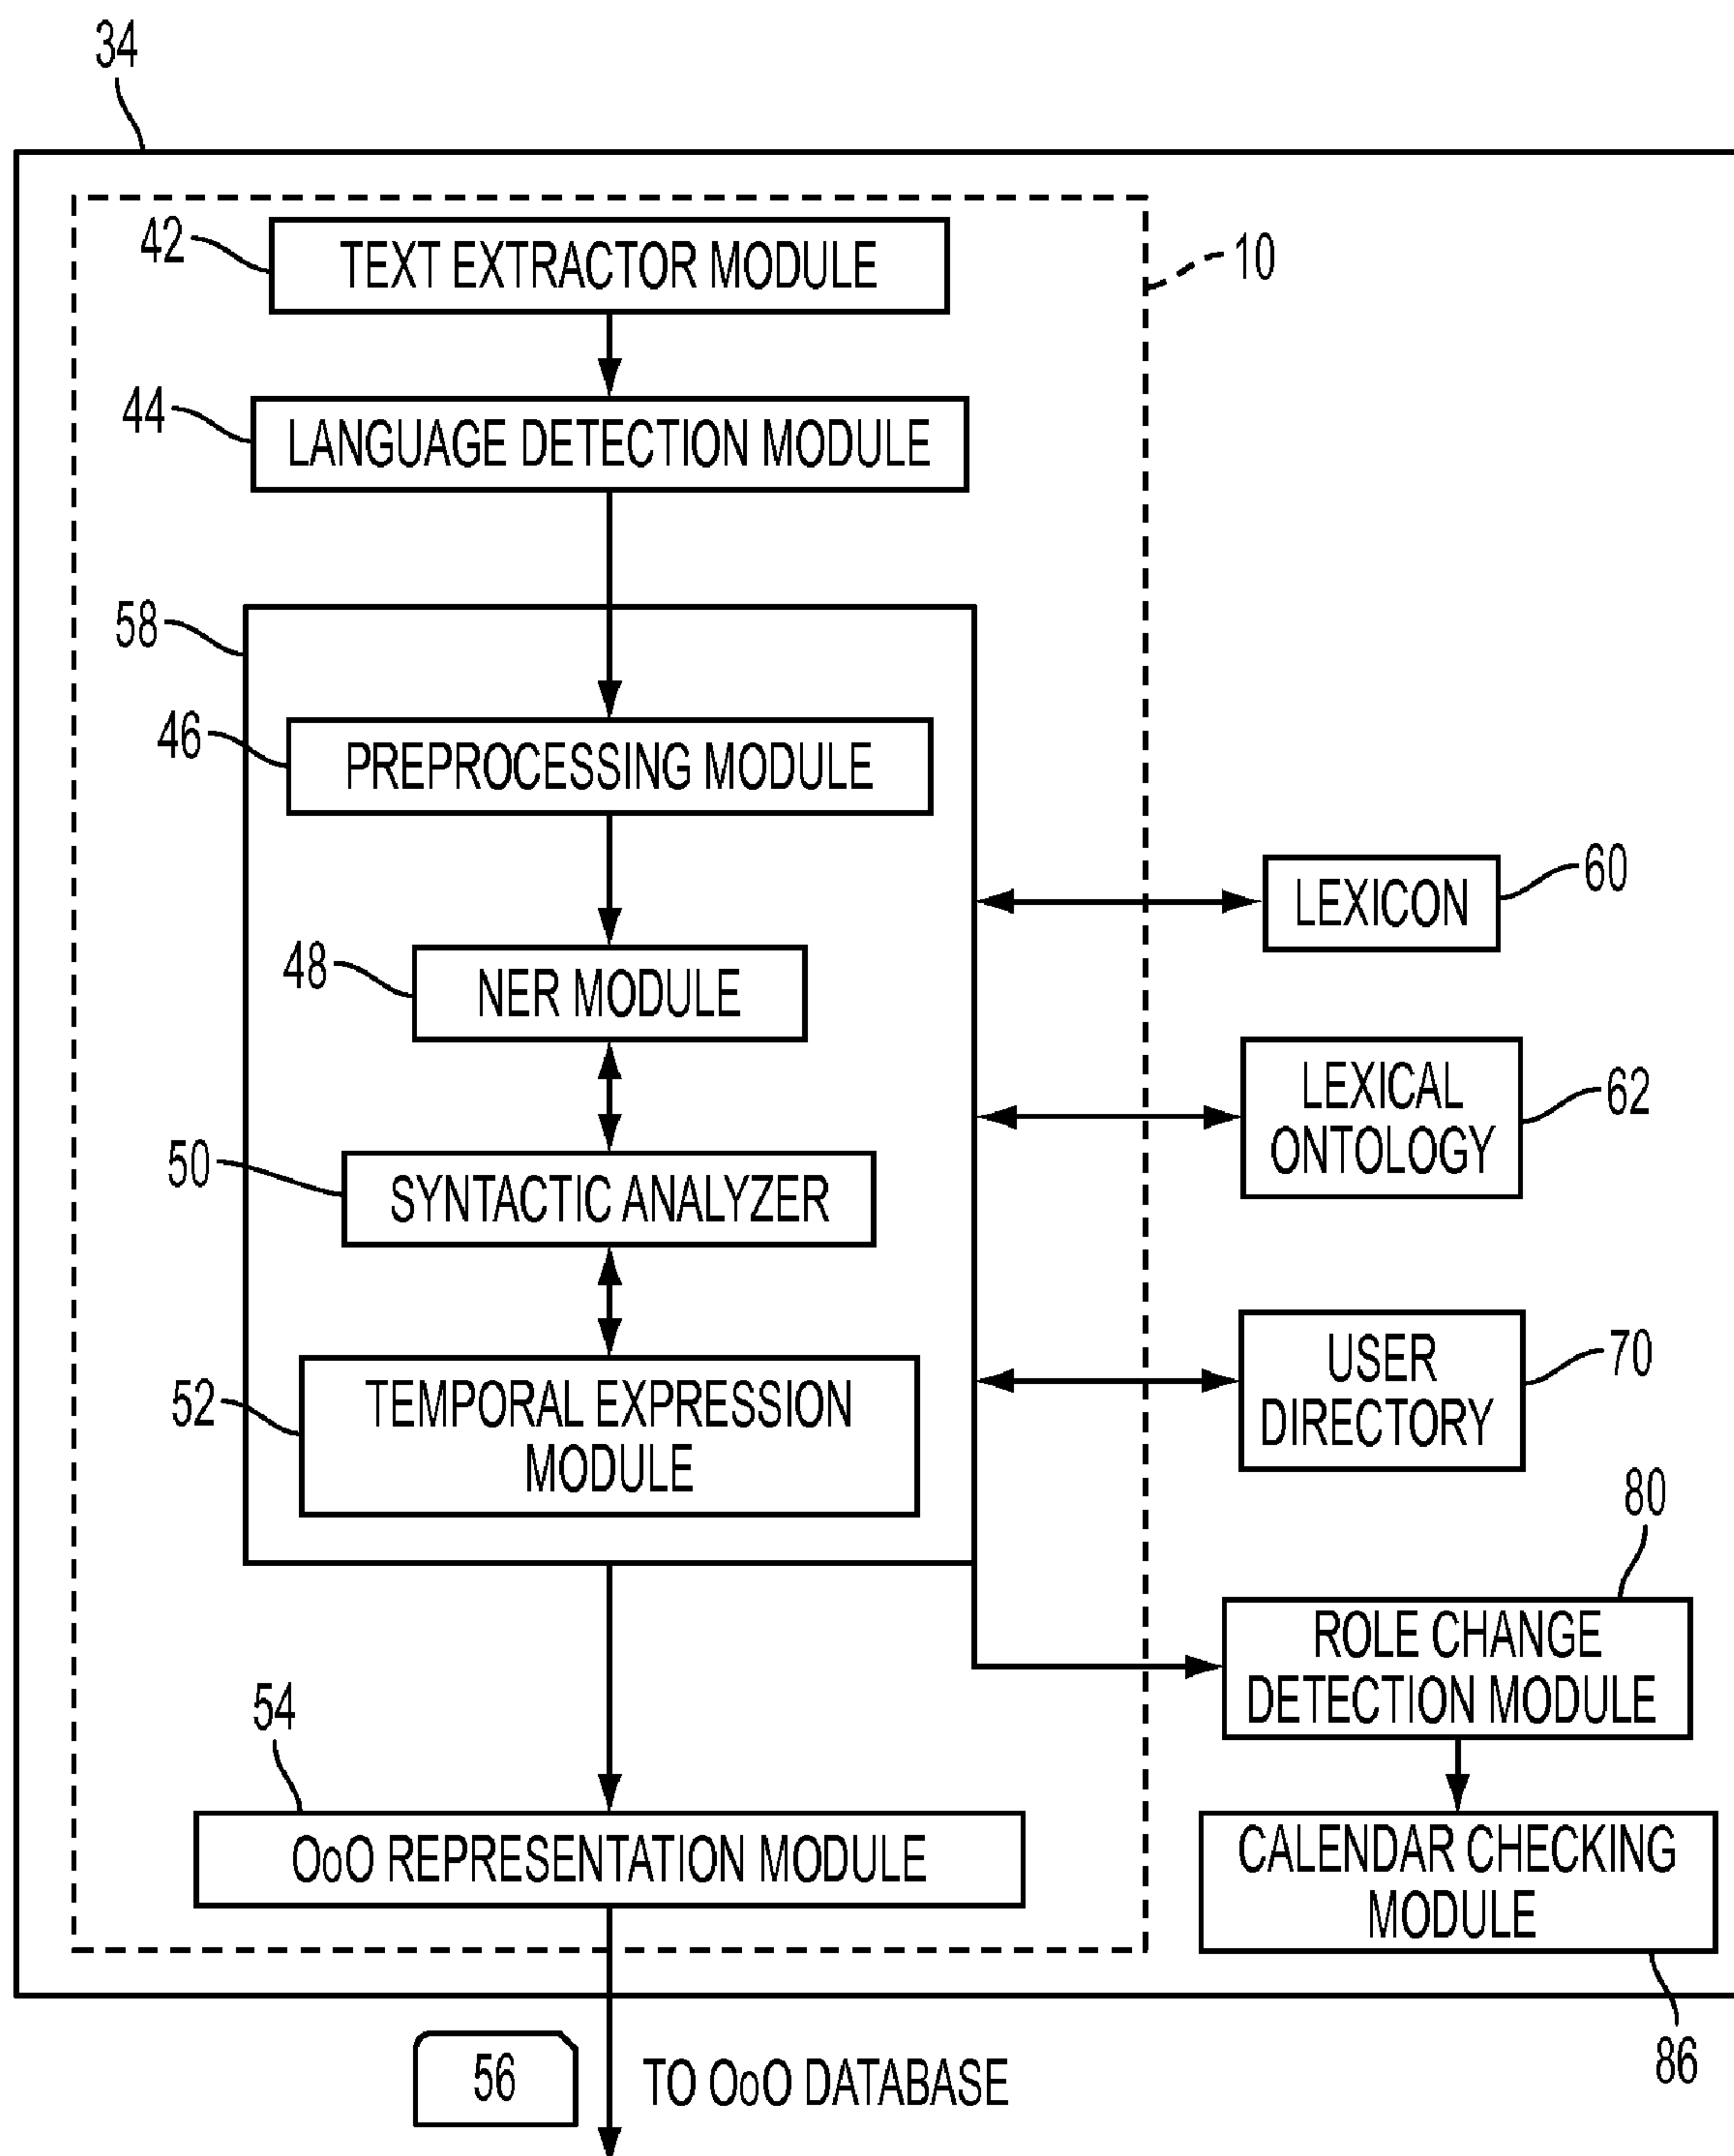 34
42
TEXT EXTRACTOR MODULE
10
44
LANGUAGE DETECTION MODULE
58
46
PREPROCESSING MODULE
60
LEXICON
48
NER MODULE
62
LEXICAL
ONTOLOGY
50
SYNTACTIC ANALYZER
70
USER
DIRECTORY
52
TEMPORAL EXPRESSION
MODULE
80
ROLE CHANGE
DETECTION MODULE
54
OoO REPRESENTATION MODULE
CALENDAR CHECKING
MODULE
86
56
TO OoO DATABASE